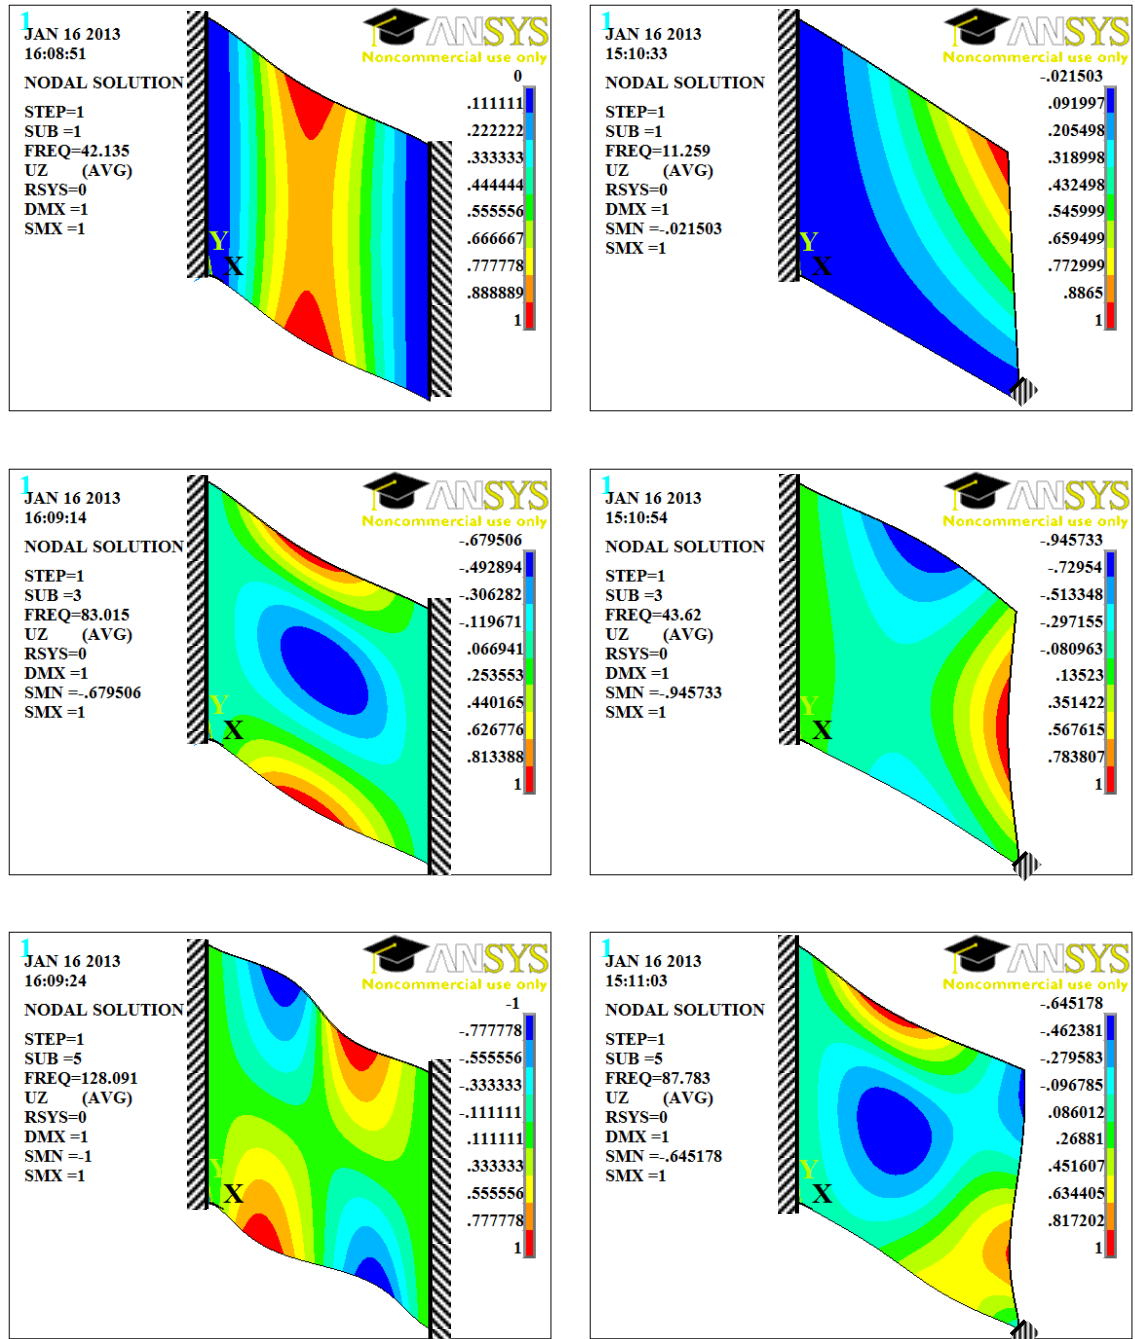 1
JAN 16 2013
16:08:51
NODAL SOLUTION
STEP=1
SUB =1
FREQ=42.135
UZ (AVG)
RSYS=0
DMX =1
SMX =1
Y
X
ANSYS
Noncommercial use only
0
.111111
.222222
.333333
.444444
.555556
.666667
.777778
.888889
1
1
JAN 16 2013
15:10:33
NODAL SOLUTION
STEP=1
SUB =1
FREQ=11.259
UZ (AVG)
RSYS=0
DMX =1
SMN =-.021503
SMX =1
Y
X
ANSYS
Noncommercial use only
-.021503
.091997
.205498
.318998
.432498
.545999
.659499
.772999
.8865
1
1
JAN 16 2013
16:09:14
NODAL SOLUTION
STEP=1
SUB =3
FREQ=83.015
UZ (AVG)
RSYS=0
DMX =1
SMN =-.679506
SMX =1
Y
X
ANSYS
Noncommercial use only
-.679506
-.492894
-.306282
-.119671
.066941
.253553
.440165
.626776
.813388
1
1
JAN 16 2013
15:10:54
NODAL SOLUTION
STEP=1
SUB =3
FREQ=43.62
UZ (AVG)
RSYS=0
DMX =1
SMN =-.945733
SMX =1
Y
X
ANSYS
Noncommercial use only
-.945733
-.72954
-.513348
-.297155
-.080963
.13523
.351422
.567615
.783807
1
1
JAN 16 2013
16:09:24
NODAL SOLUTION
STEP=1
SUB =5
FREQ=128.091
UZ (AVG)
RSYS=0
DMX =1
SMN =-1
SMX =1
Y
X
ANSYS
Noncommercial use only
-1
-.777778
-.555556
-.333333
-.111111
.111111
.333333
.555556
.777778
1
1
JAN 16 2013
15:11:03
NODAL SOLUTION
STEP=1
SUB =5
FREQ=87.783
UZ (AVG)
RSYS=0
DMX =1
SMN =-.645178
SMX =1
Y
X
ANSYS
Noncommercial use only
-.645178
-.462381
-.279583
-.096785
.086012
.26881
.451607
.634405
.817202
1